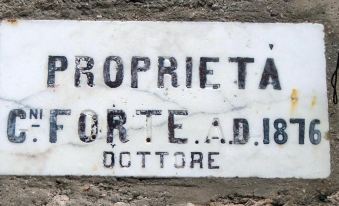 PROPRIETÀ
C.NI FORTE. A.D. 1876
DOTTORE